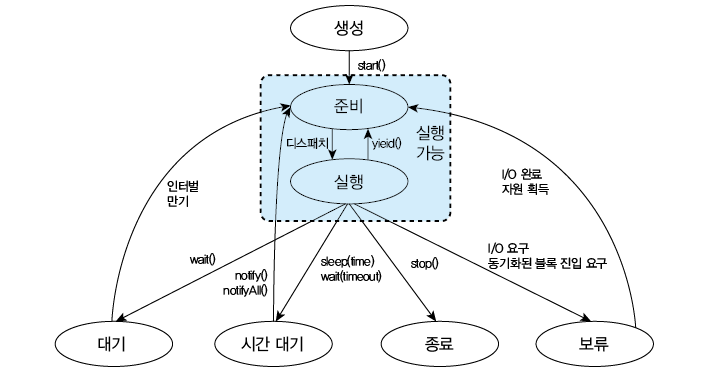 생성
start()
준비
디스패치
yieid()
실행
가능
실행
인터벌
만기
I/O 완료
자원 획득
wait()
notify()
notifyAll()
sleep(time)
wait(timeout)
stop()
I/O 요구
동기화된 블록 진입 요구
대기
시간 대기
종료
보류